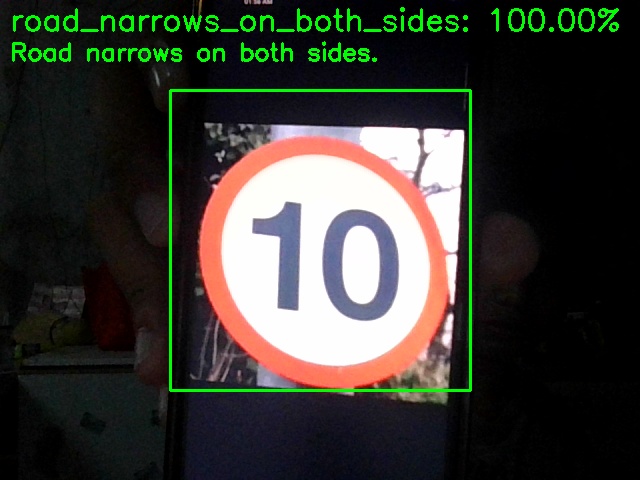 road_narrows_on_both_sides: 100.00%
Road narrows on both sides.
10